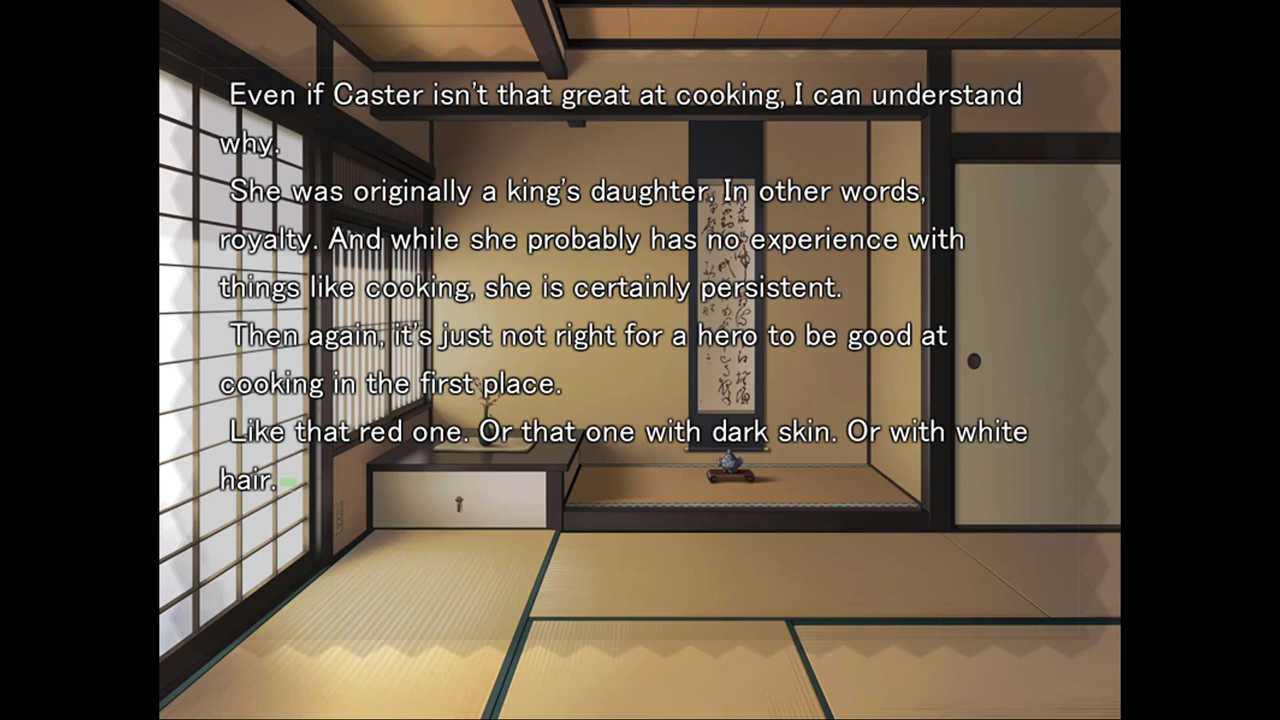 Even if Caster isn't that great at cooking, I can understand
why.
She was originally a king's daughter. In other words,
royalty. And while she probably has no experience with
things like cooking, she is certainly persistent.
Then again, it's just not right for a hero to be good at
cooking in the first place.
Like that red one. Or that one with dark skin. Or with white
hair.